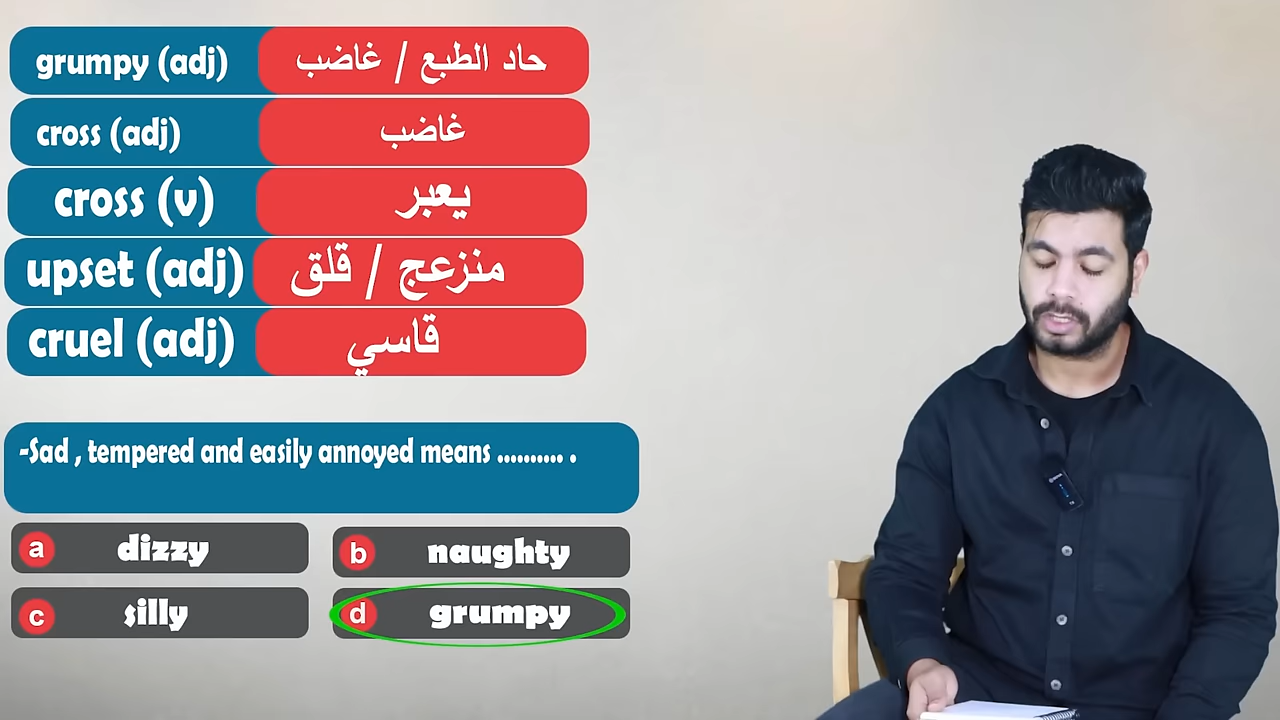 grumpy (adj) حاد الطبع / غاضب
cross (adj) غاضب
cross (v) يعبر
upset (adj) منزعج / قلق
cruel (adj) قاسي
-Sad , tempered and easily annoyed means .......... .
a dizzy
b naughty
c silly
d grumpy